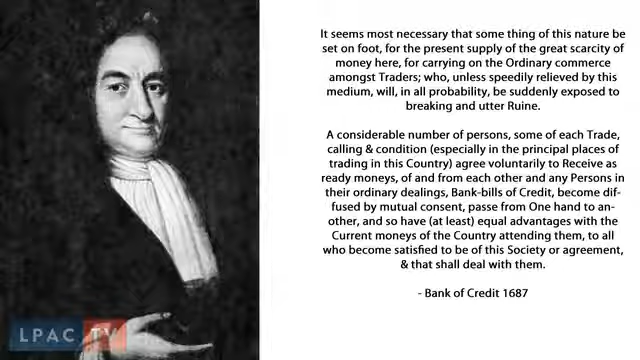 It seems most necessary that some thing of this nature be
set on foot, for the present supply of the great scarcity of
money here, for carrying on the Ordinary commerce
amongst Traders; who, unless speedily relieved by this
medium, will, in all probability, be suddenly exposed to
breaking and utter Ruine.
A considerable number of persons, some of each Trade,
calling & condition (especially in the principal places of
trading in this Country) agree voluntarily to Receive as
ready moneys, of and from each other and any Persons in
their ordinary dealings, Bank-bills of Credit, become dif-
fused by mutual consent, passe from One hand to an-
other, and so have (at least) equal advantages with the
Current moneys of the Country attending them, to all
who become satisfied to be of this Society or agreement,
& that shall deal with them.
- Bank of Credit 1687
LPAC TV